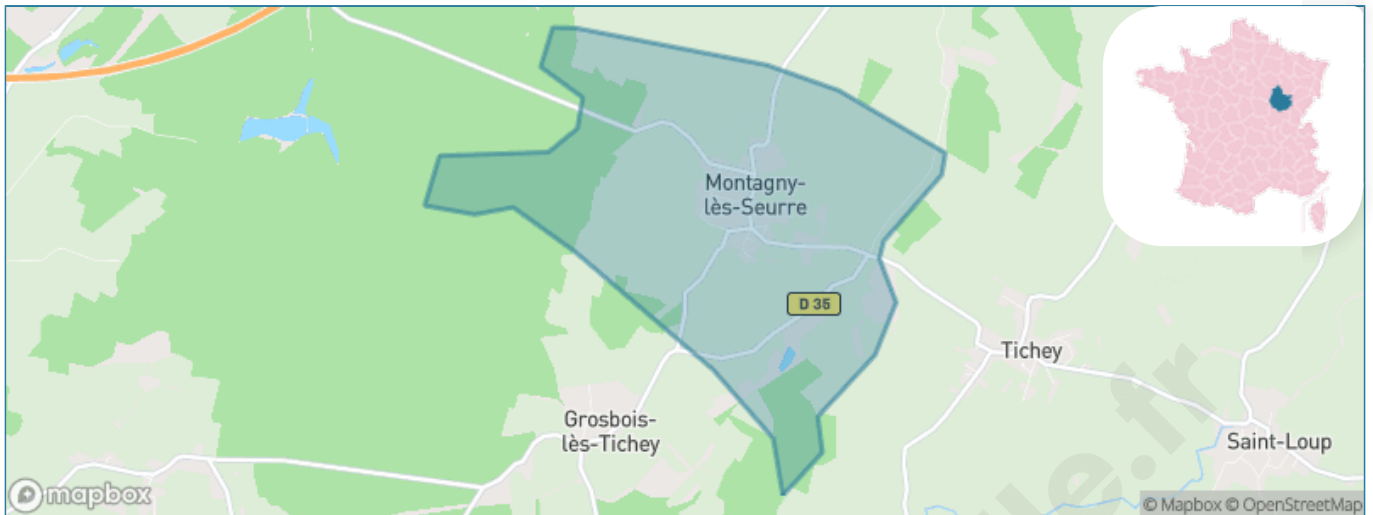 Montagny-
lès-Seurre
D 35
Tichey
Grosbois-
lès-Tichey
Saint-Loup
mapbox
© Mapbox © OpenStreetMap